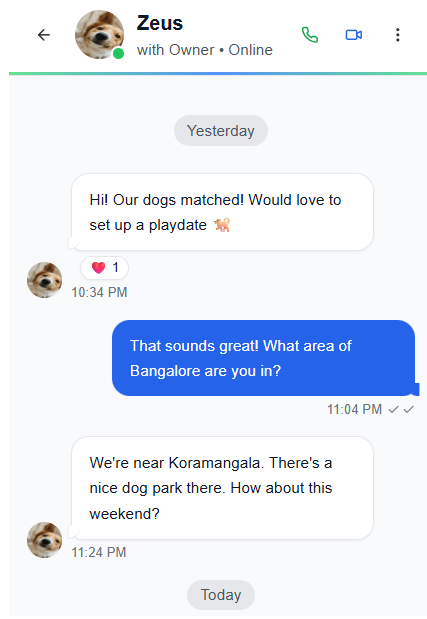 Zeus
with Owner • Online
Yesterday
Hi! Our dogs matched! Would love to
set up a playdate 🐕
❤️ 1
10:34 PM
That sounds great! What area of
Bangalore are you in?
11:04 PM
We're near Koramangala. There's a
nice dog park there. How about this
weekend?
11:24 PM
Today